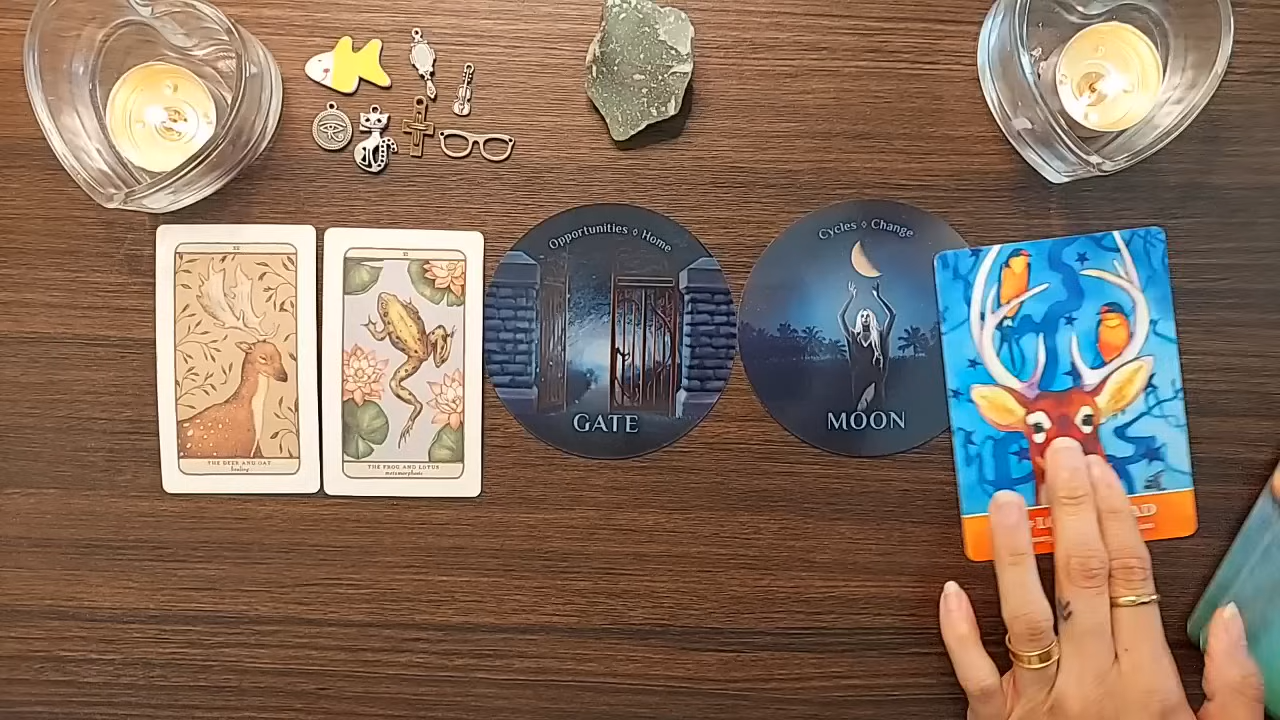 THE DEER AND OAT
healing
THE FROG AND LOTUS
metamorphosis
Opportunities ◊ Home
GATE
Cycles ◊ Change
MOON